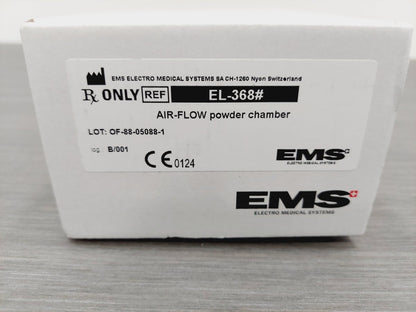 EMS ELECTRO MEDICAL SYSTEMS SA CH-1260 Nyon Switzerland
Rx ONLY REF EL-368#
AIR-FLOW powder chamber
LOT: OF-88-05088-1
B/001
CE 0124
EMS
ELECTRO MEDICAL SYSTEMS
EMS
ELECTRO MEDICAL SYSTEMS